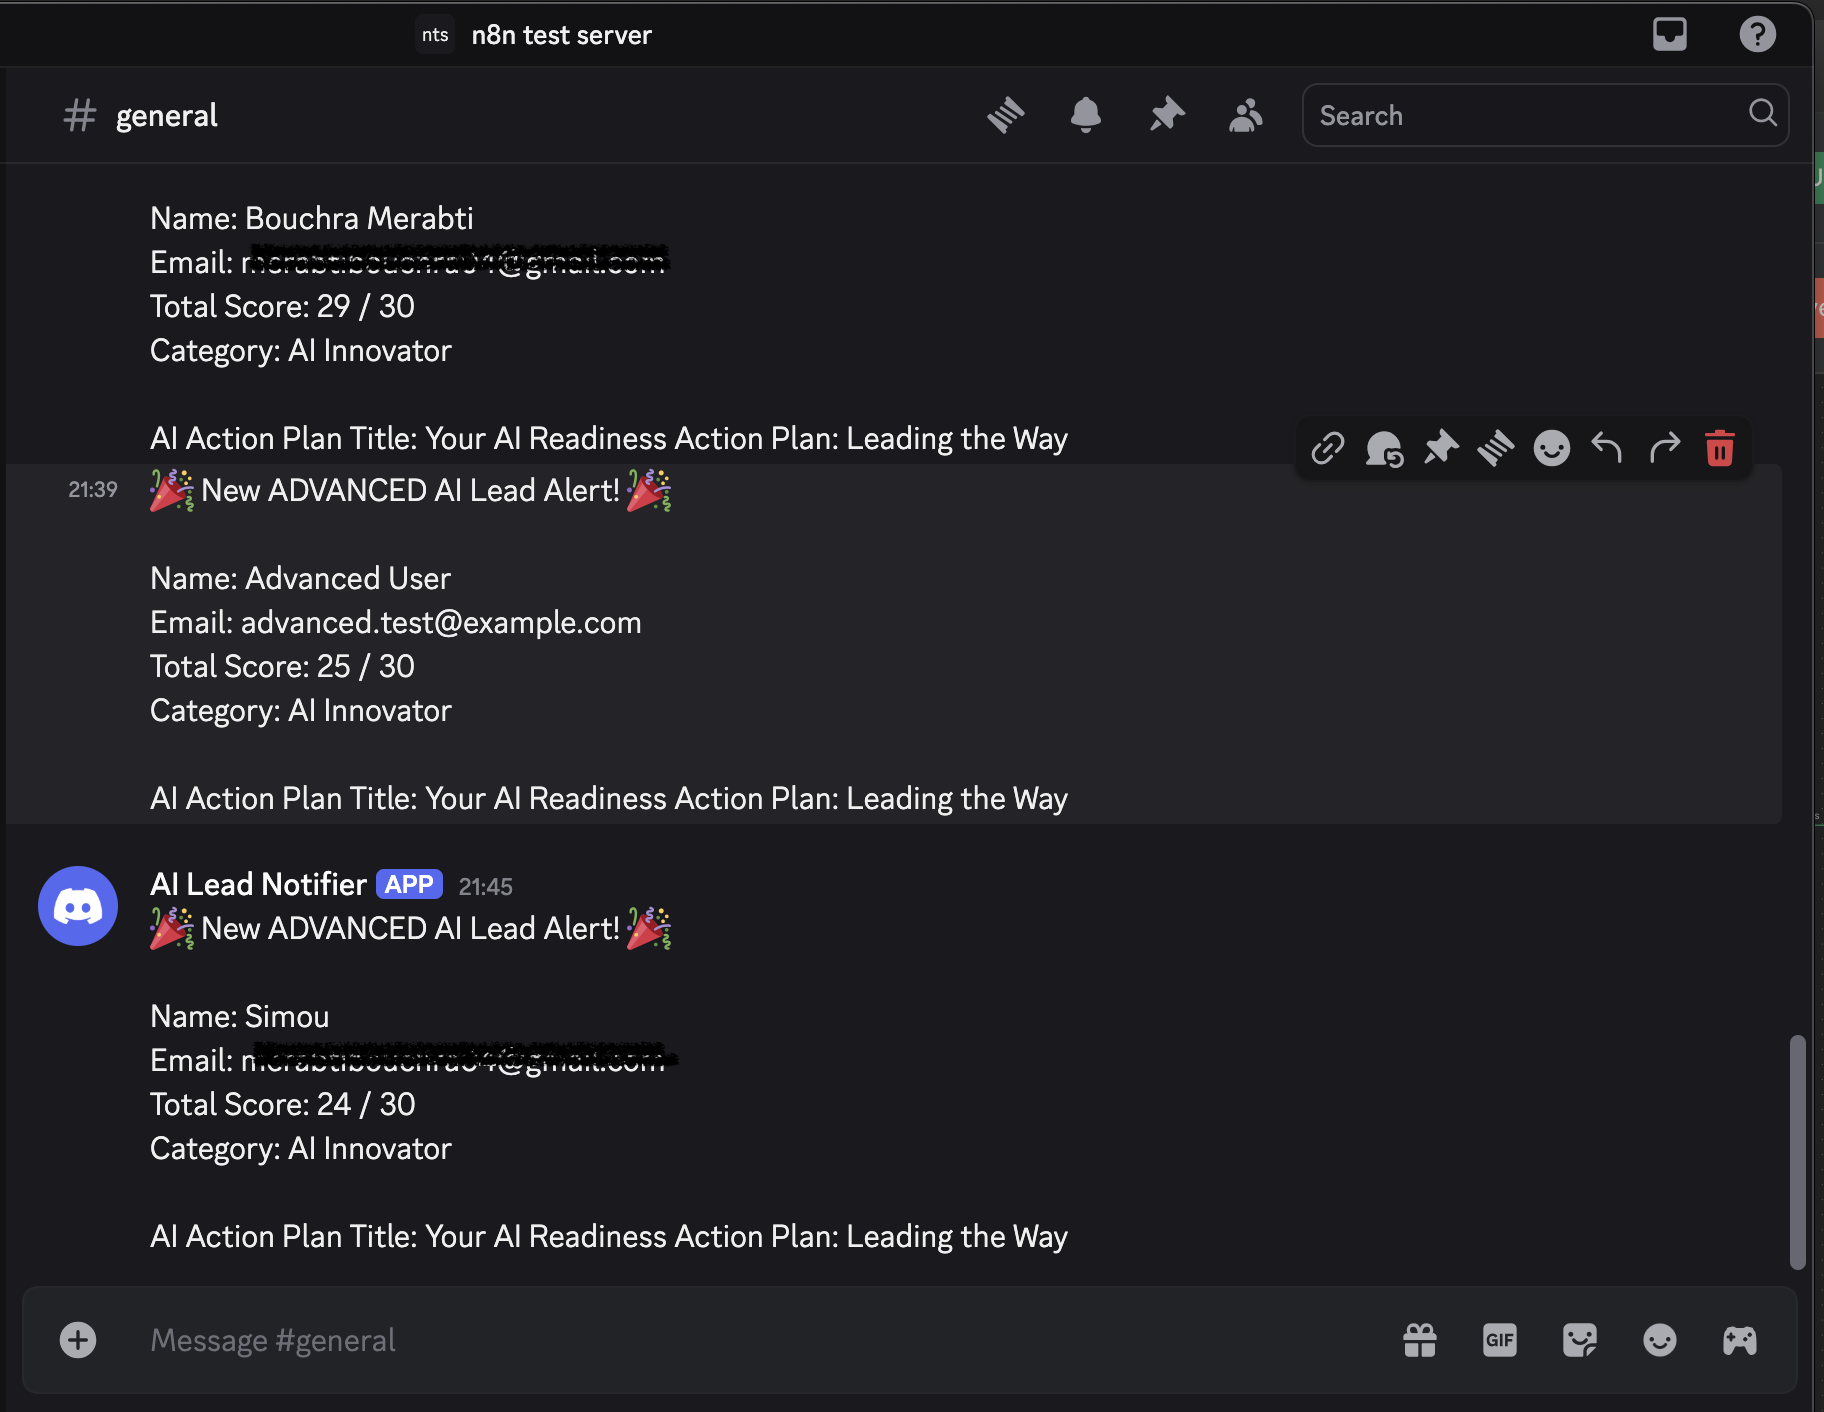 nts n8n test server
# general
Search
Name: Bouchra Merabti
Email:
Total Score: 29 / 30
Category: AI Innovator
AI Action Plan Title: Your AI Readiness Action Plan: Leading the Way
21:39 🎉 New ADVANCED AI Lead Alert! 🎉
Name: Advanced User
Email: advanced.test@example.com
Total Score: 25 / 30
Category: AI Innovator
AI Action Plan Title: Your AI Readiness Action Plan: Leading the Way
AI Lead Notifier APP 21:45
🎉 New ADVANCED AI Lead Alert! 🎉
Name: Simou
Email:
Total Score: 24 / 30
Category: AI Innovator
AI Action Plan Title: Your AI Readiness Action Plan: Leading the Way
Message #general
GIF